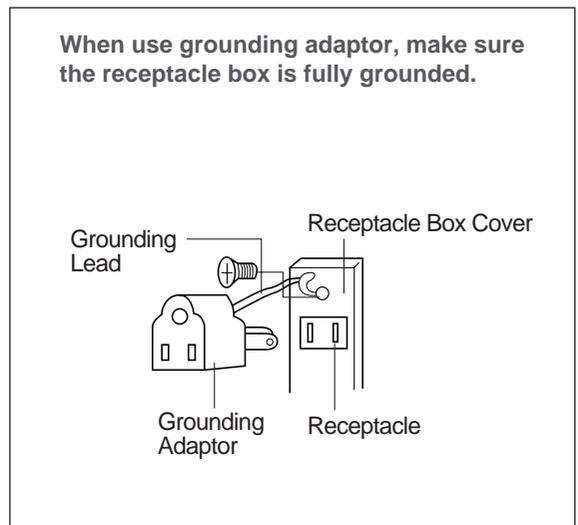 When use grounding adaptor, make sure
the receptacle box is fully grounded.
Receptacle Box Cover
Grounding
Lead
Grounding
Adaptor
Receptacle